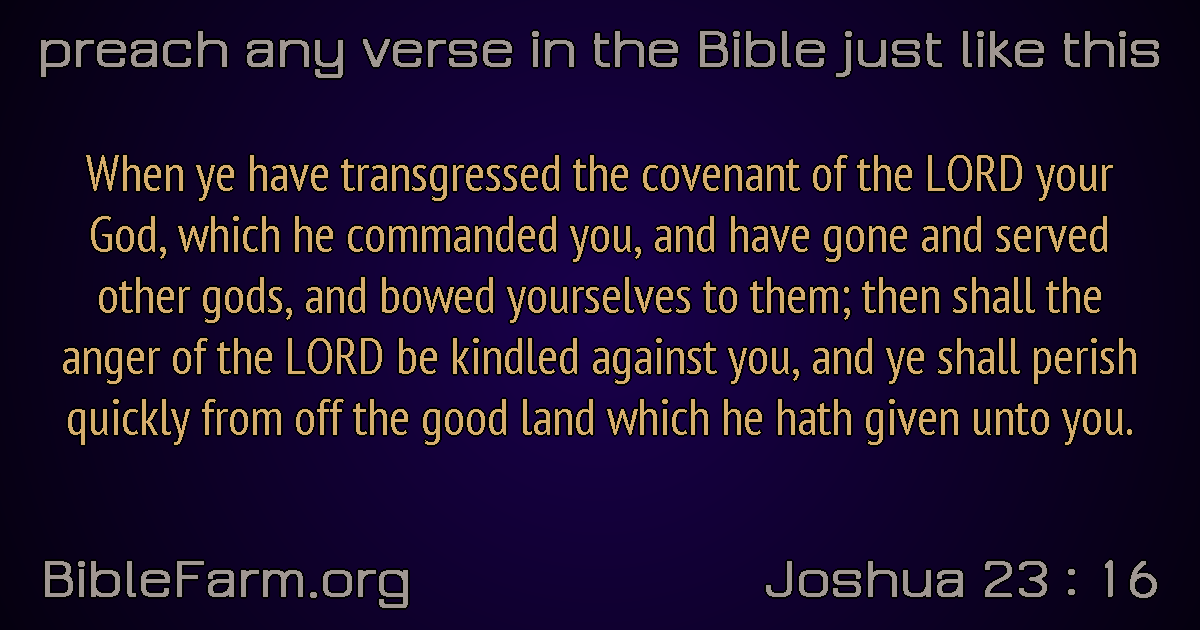 preach any verse in the Bible just like this
When ye have transgressed the covenant of the LORD your
God, which he commanded you, and have gone and served
other gods, and bowed yourselves to them; then shall the
anger of the LORD be kindled against you, and ye shall perish
quickly from off the good land which he hath given unto you.
BibleFarm.org
Joshua 23 : 16